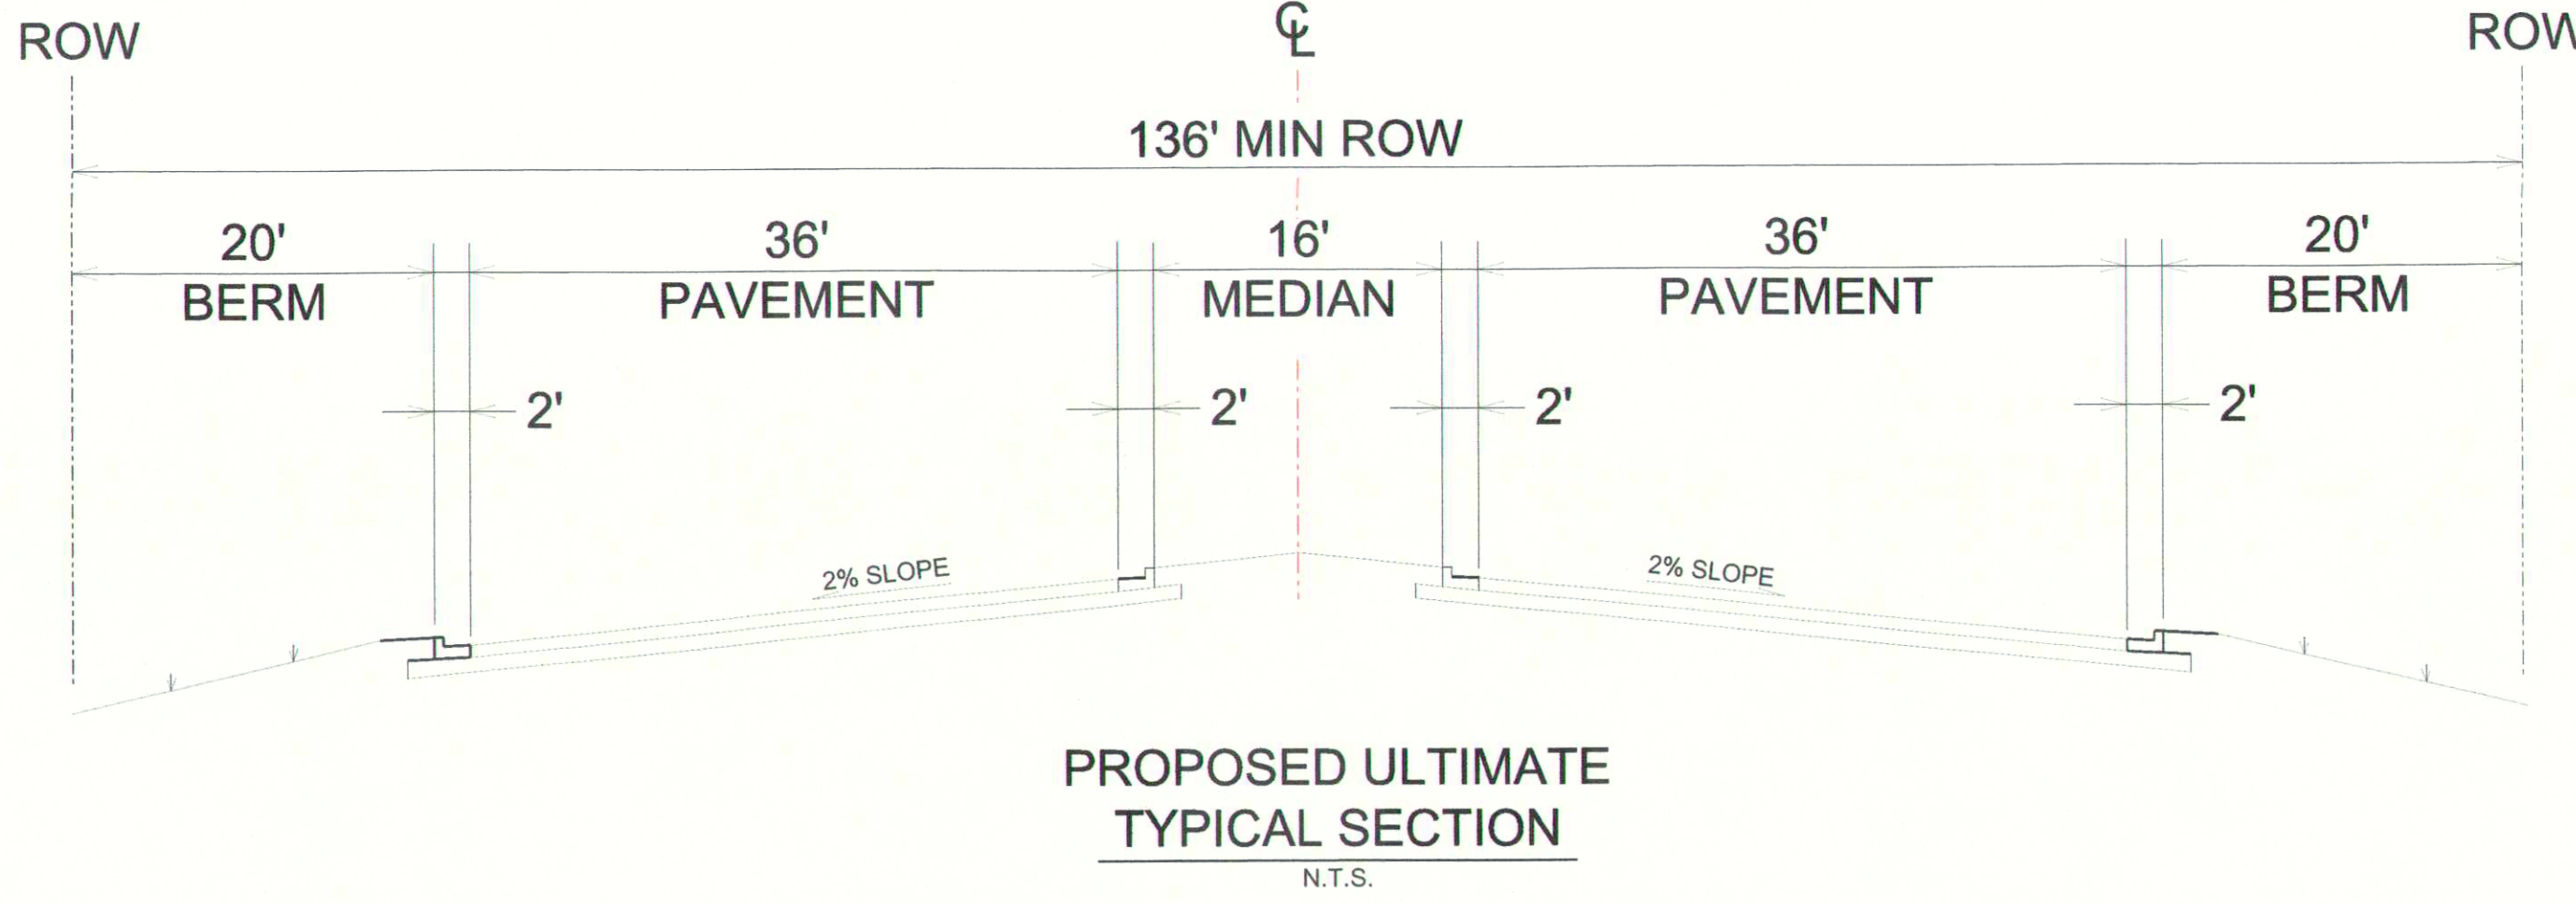 ROW
℄
ROW
136' MIN ROW
20'
36'
16'
36'
20'
BERM
PAVEMENT
MEDIAN
PAVEMENT
BERM
2'
2'
2'
2'
2% SLOPE
2% SLOPE
PROPOSED ULTIMATE
TYPICAL SECTION
N.T.S.